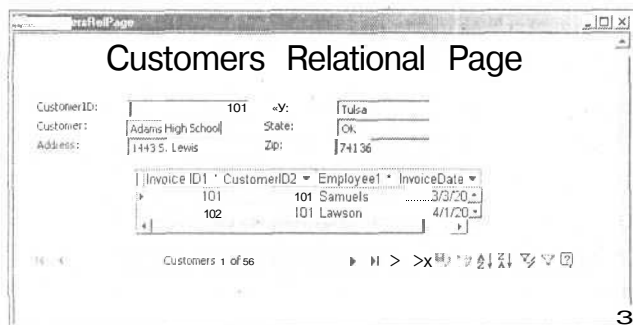 ersRelPage
Customers Relational Page
CustomerID: 101 «У: Tulsa
Customer: Adams High School State: OK
Address: 1443 S. Lewis Zip: 74136
Invoice ID1 CustomerID2 Employee1 InvoiceDate
101 101 Samuels 3/3/20
102 101 Lawson 4/1/20
Customers 1 of 56
3